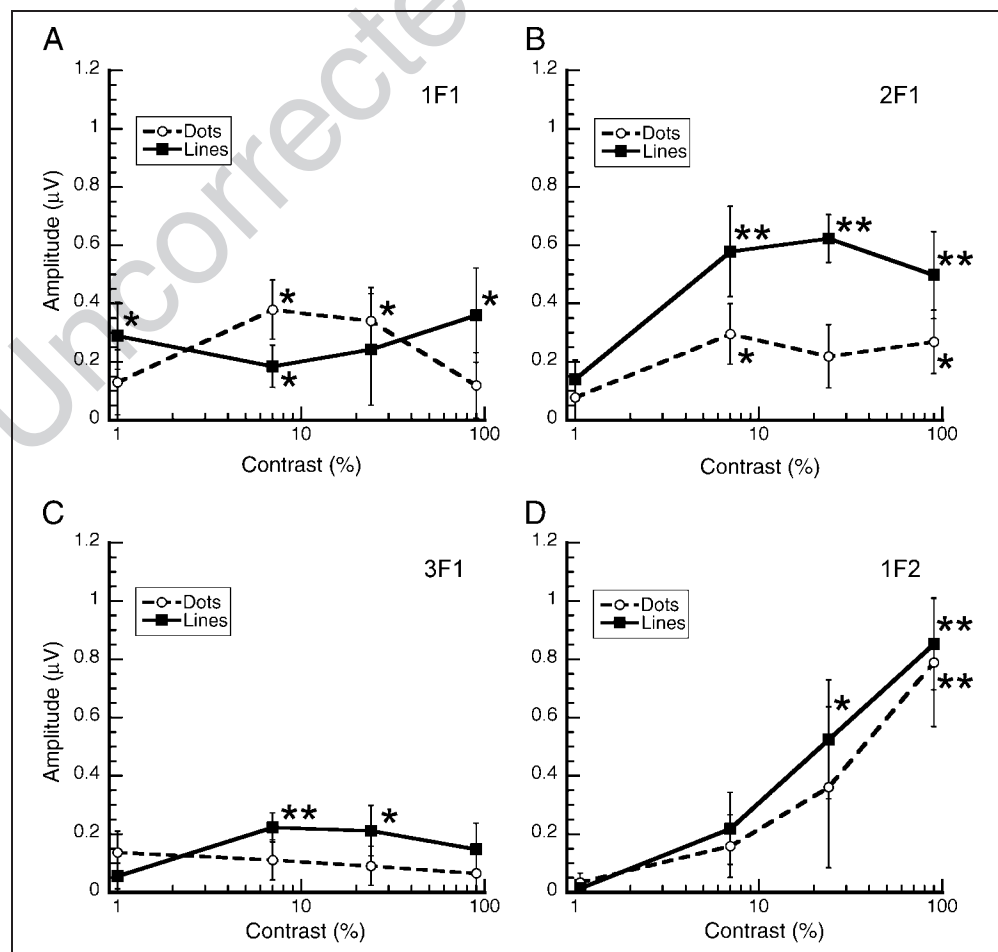 A
1F1
Dots
Lines
1.2
1
0.8
0.6
0.4
0.2
0
Amplitude (μV)
*
*
*
*
*
1
10
100
Contrast (%)
B
2F1
Dots
Lines
1.2
1
0.8
0.6
0.4
0.2
0
**
**
**
*
*
1
10
100
Contrast (%)
C
3F1
Dots
Lines
1.2
1
0.8
0.6
0.4
0.2
0
Amplitude (μV)
**
*
1
10
100
Contrast (%)
D
1F2
Dots
Lines
1.2
1
0.8
0.6
0.4
0.2
0
*
**
**
1
10
100
Contrast (%)
Uncorrecte